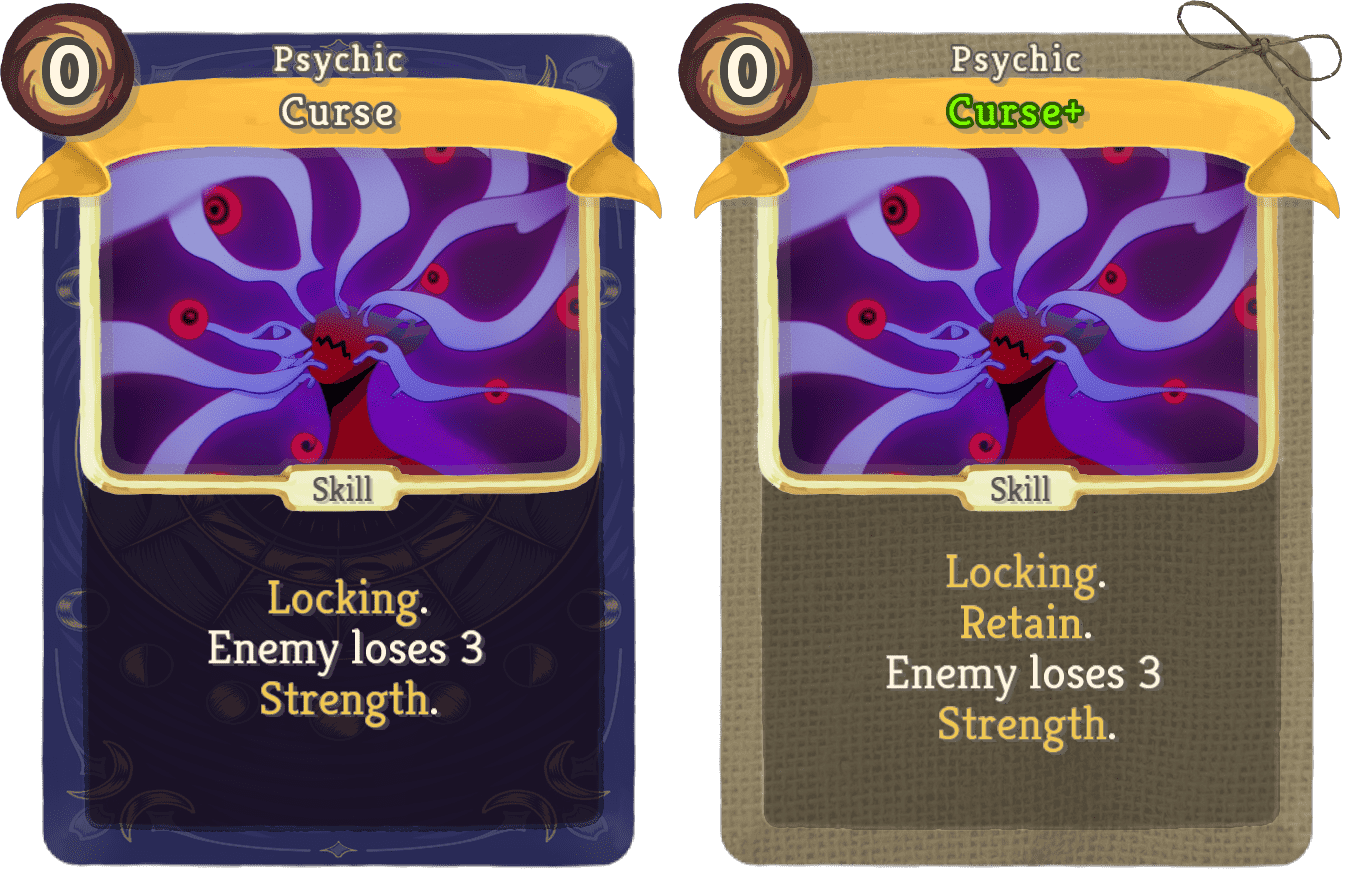 0
Psychic
Curse
Skill
Locking.
Enemy loses 3
Strength.
0
Psychic
Curse+
Skill
Locking.
Retain.
Enemy loses 3
Strength.